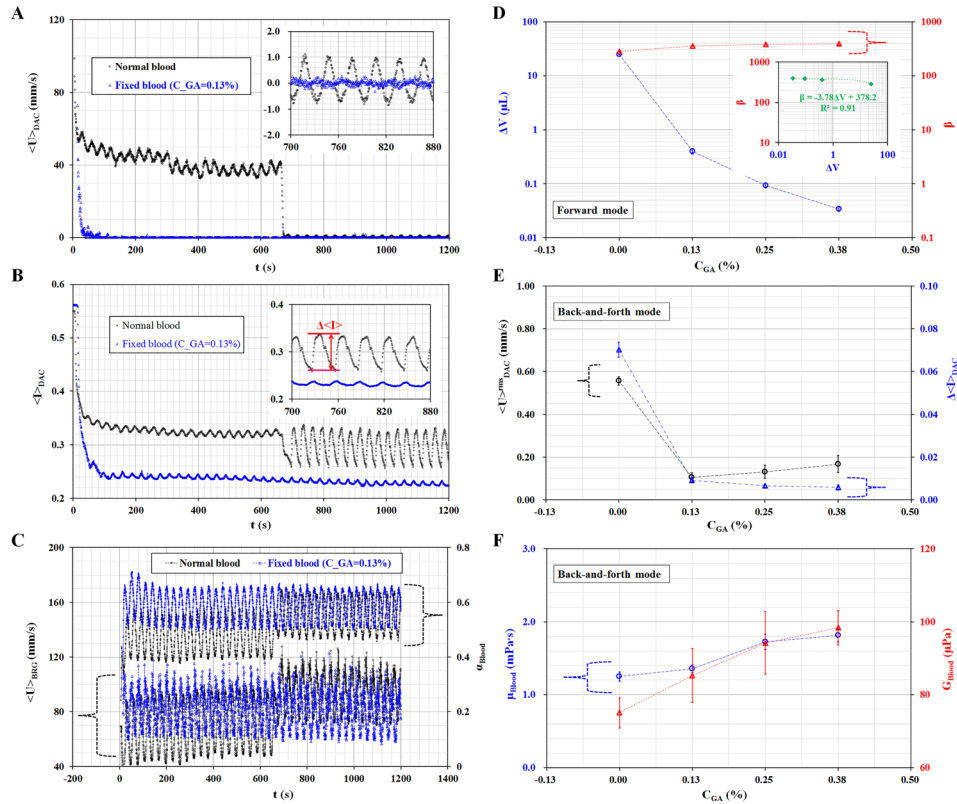 A
120
80
40
0
<U>DAC (mm/s)
Normal blood
Fixed blood (C_GA=0.13%)
2.0
1.0
0.0
-1.0
-2.0
700 760 820 880
0 200 400 600 800 1000 1200
t (s)
B
0.6
0.5
0.4
0.3
0.2
<I>DAC
Normal blood
Fixed blood (C_GA=0.13%)
0.4
0.3
0.2
Δ<I>
700 760 820 880
0 200 400 600 800 1000 1200
t (s)
C
200
160
120
80
40
<U>BRG (mm/s)
Normal blood Fixed blood (C_GA=0.13%)
0.8
0.6
0.4
0.2
0
αBlood
-200 0 200 400 600 800 1000 1200 1400
t (s)
D
100
10
1
0.1
0.01
ΔV (μL)
1000
100
10
1
0.1
β
1000
100
10
β
β = -3.78ΔV + 378.2
R² = 0.91
0.01 1 100
ΔV
Forward mode
-0.13 0.00 0.13 0.25 0.38 0.50
CGA (%)
E
1.00
0.80
0.60
0.40
0.20
0.00
<U>rmsDAC (mm/s)
Back-and-forth mode
0.10
0.08
0.06
0.04
0.02
0.00
Δ<I>DAC
-0.13 0.00 0.13 0.25 0.38 0.50
CGA (%)
F
3.0
2.0
1.0
0.0
μBlood (mPa·s)
Back-and-forth mode
120
100
80
60
GBlood (μPa)
-0.13 0.00 0.13 0.25 0.38 0.50
CGA (%)